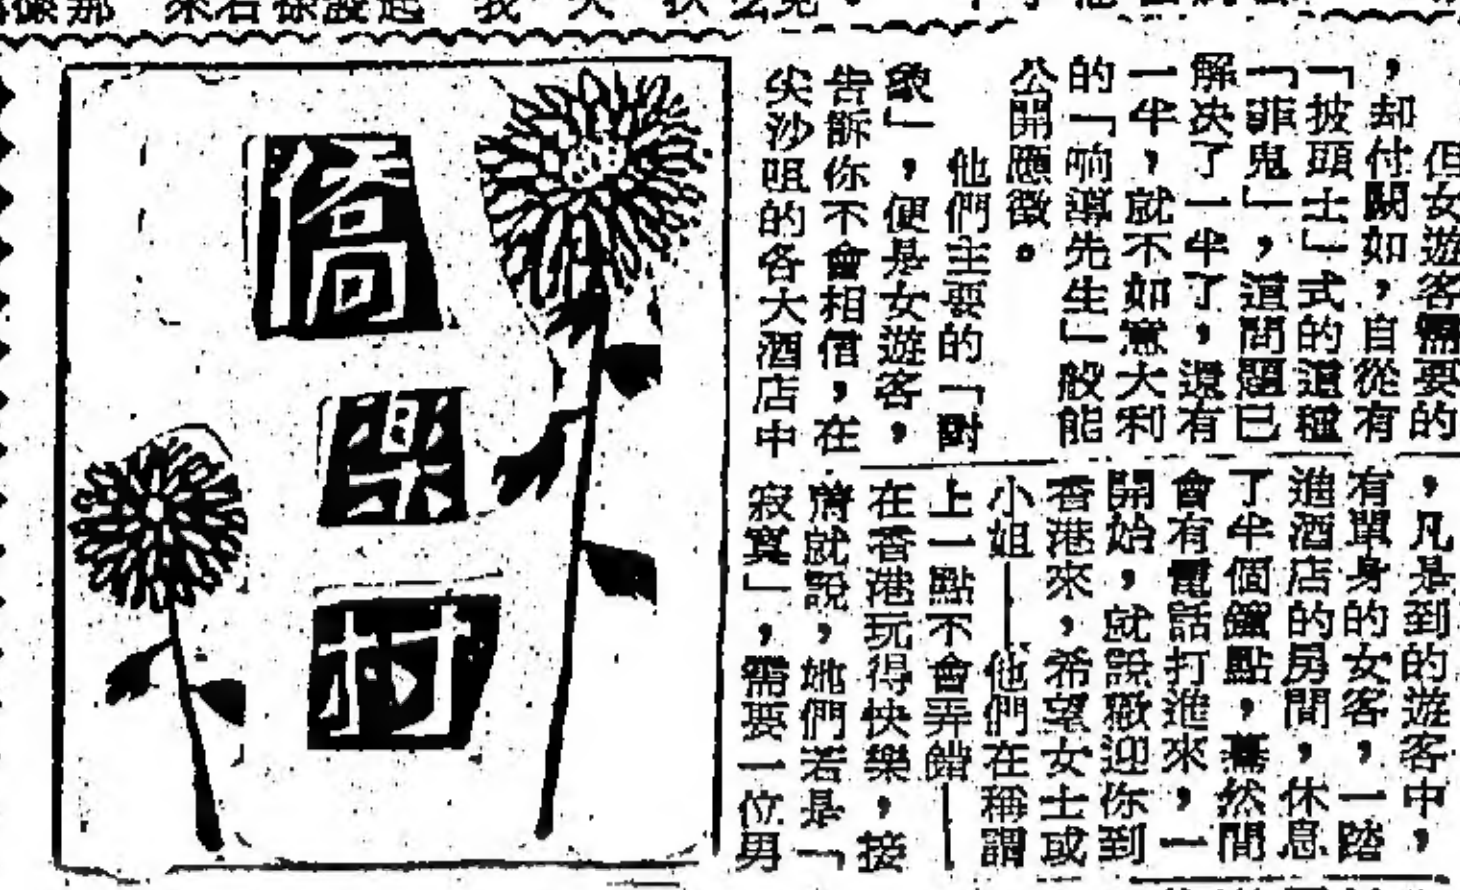 但女遊客需要的
，却付闕如，自從有
「披頭士」式的這種
「菲鬼」，這問題已
解決了一半了，還有
一半，就不如意大利
的「响導先生」般能
公開應徵。
他們主要的「對
象」，便是女遊客，
告訴你不會相信，在
尖沙咀的各大酒店中
，凡是到的遊客中，
有單身的女客，一踏
進酒店的房間，休息
了半個鐘點，驀然間
會有電話打進來，一
開始，就說歡迎你到
香港來，希望女士或
小姐——他們在稱謂
上一點不會弄錯——
在香港玩得快樂，接
着就說，她們若是「
寂寞」，需要一位男
僑樂村